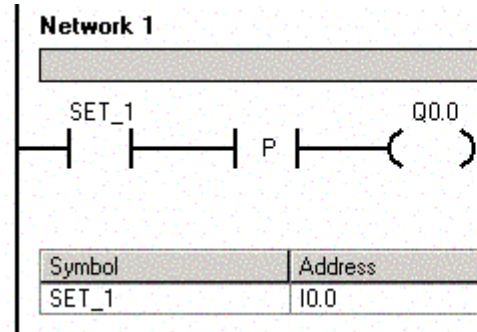 Network 1
SET_1 Q0.0
P
Symbol Address
SET_1 I0.0